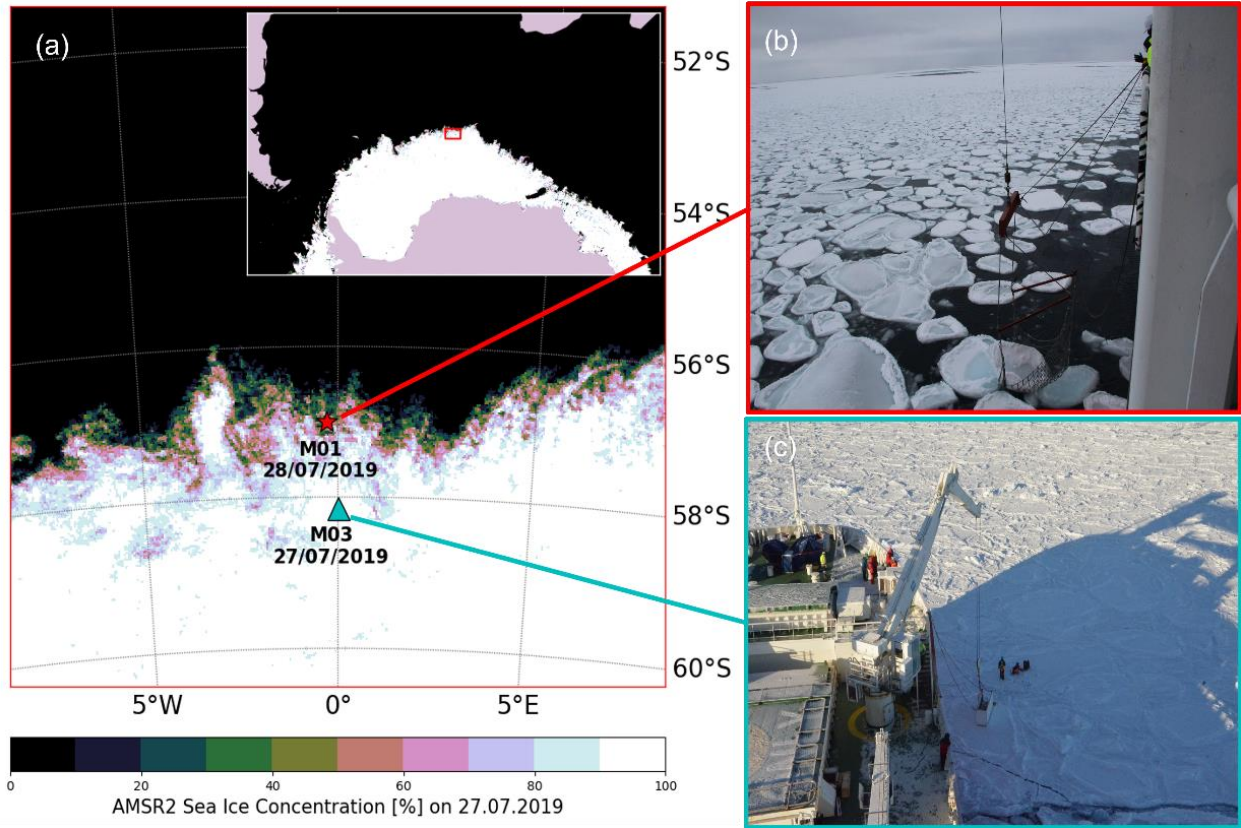 (a)
52°S
54°S
56°S
58°S
60°S
M01
28/07/2019
M03
27/07/2019
5°W 0° 5°E
0 20 40 60 80 100
AMSR2 Sea Ice Concentration [%] on 27.07.2019
(b)
(c)